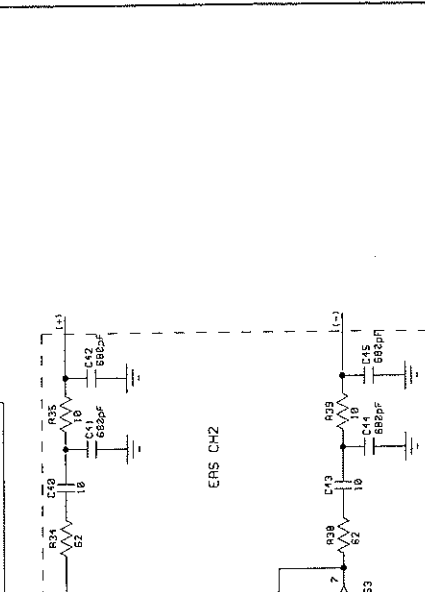 (+)
C42
680pF
R35
10
C41
680pF
C40
10
R34
62
EAS CH2
(-)
C45
680pF
R39
10
C44
680pF
C43
10
R38
62
7